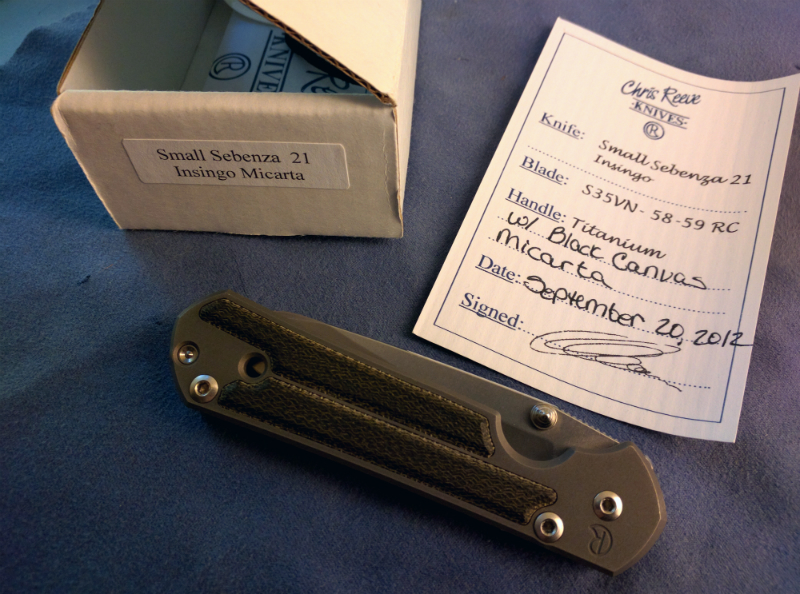 KNIVES
Small Sebenza 21
Insingo Micarta
Chris Reeve
KNIVES
R
Knife: Small Sebenza 21
Insingo
Blade: S35VN - 58-59 RC
Handle: Titanium
w/ Black Canvas
Micarta
Date: September 20, 2012
Signed:
R